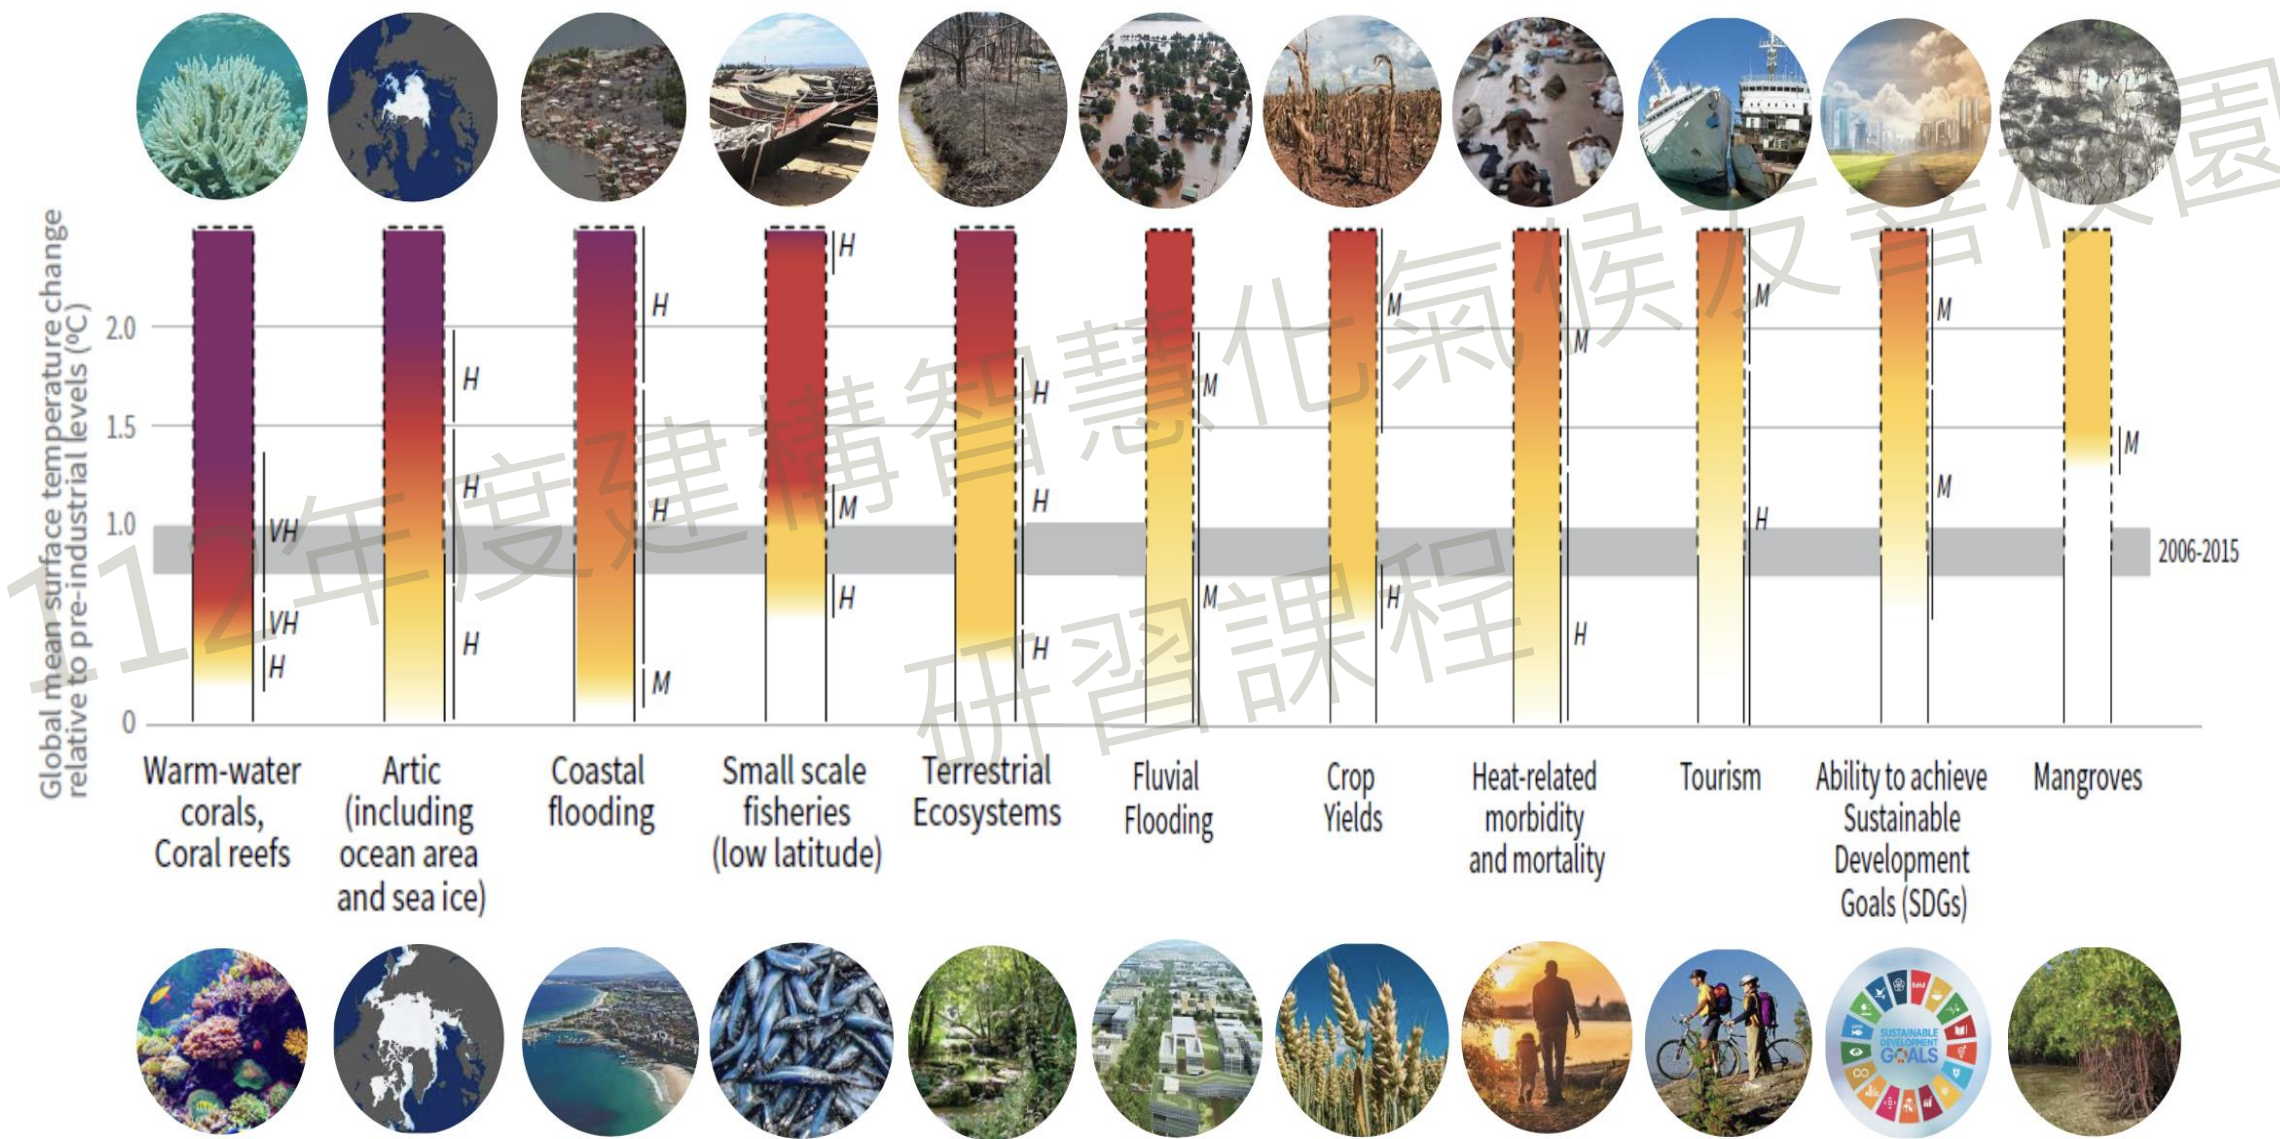 Global mean surface temperature change
relative to pre-industrial levels (ºC)
2.0
1.5
1.0
0
VH
VH
H
H
H
H
H
H
M
H
M
H
H
H
H
M
M
M
H
M
H
M
H
M
M
M
2006-2015
Warm-water
corals,
Coral reefs
Artic
(including
ocean area
and sea ice)
Coastal
flooding
Small scale
fisheries
(low latitude)
Terrestrial
Ecosystems
Fluvial
Flooding
Crop
Yields
Heat-related
morbidity
and mortality
Tourism
Ability to achieve
Sustainable
Development
Goals (SDGs)
Mangroves
SUSTAINABLE
DEVELOPMENT
GOALS
112年度建構智慧化氣候友善校園
研習課程